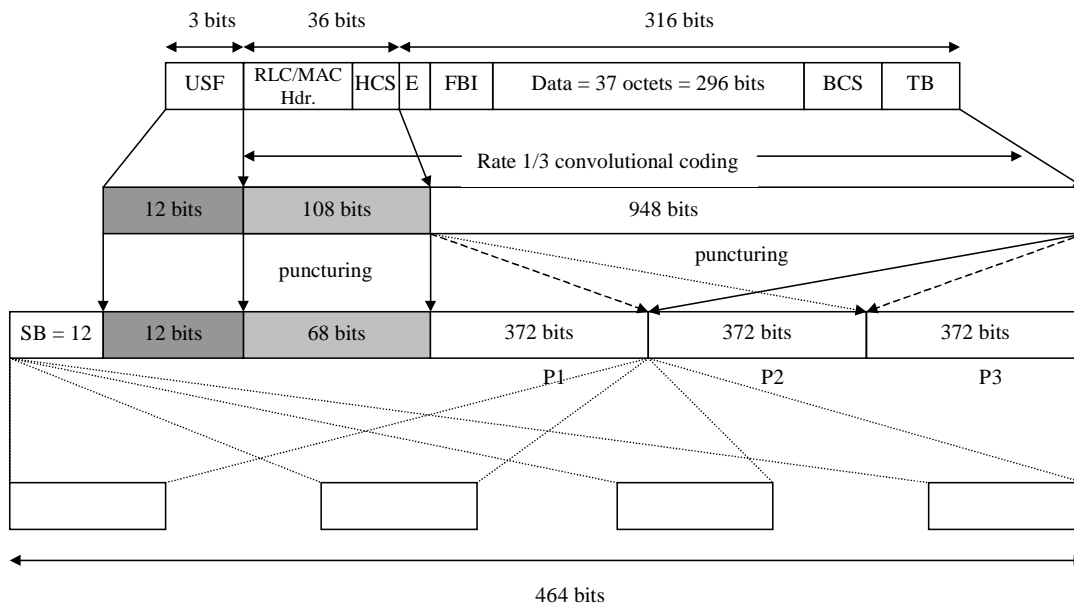 3 bits 36 bits 316 bits
USF RLC/MAC Hdr. HCS E FBI Data = 37 octets = 296 bits BCS TB
Rate 1/3 convolutional coding
12 bits 108 bits 948 bits
puncturing puncturing
SB = 12 12 bits 68 bits 372 bits 372 bits 372 bits
P1 P2 P3
464 bits